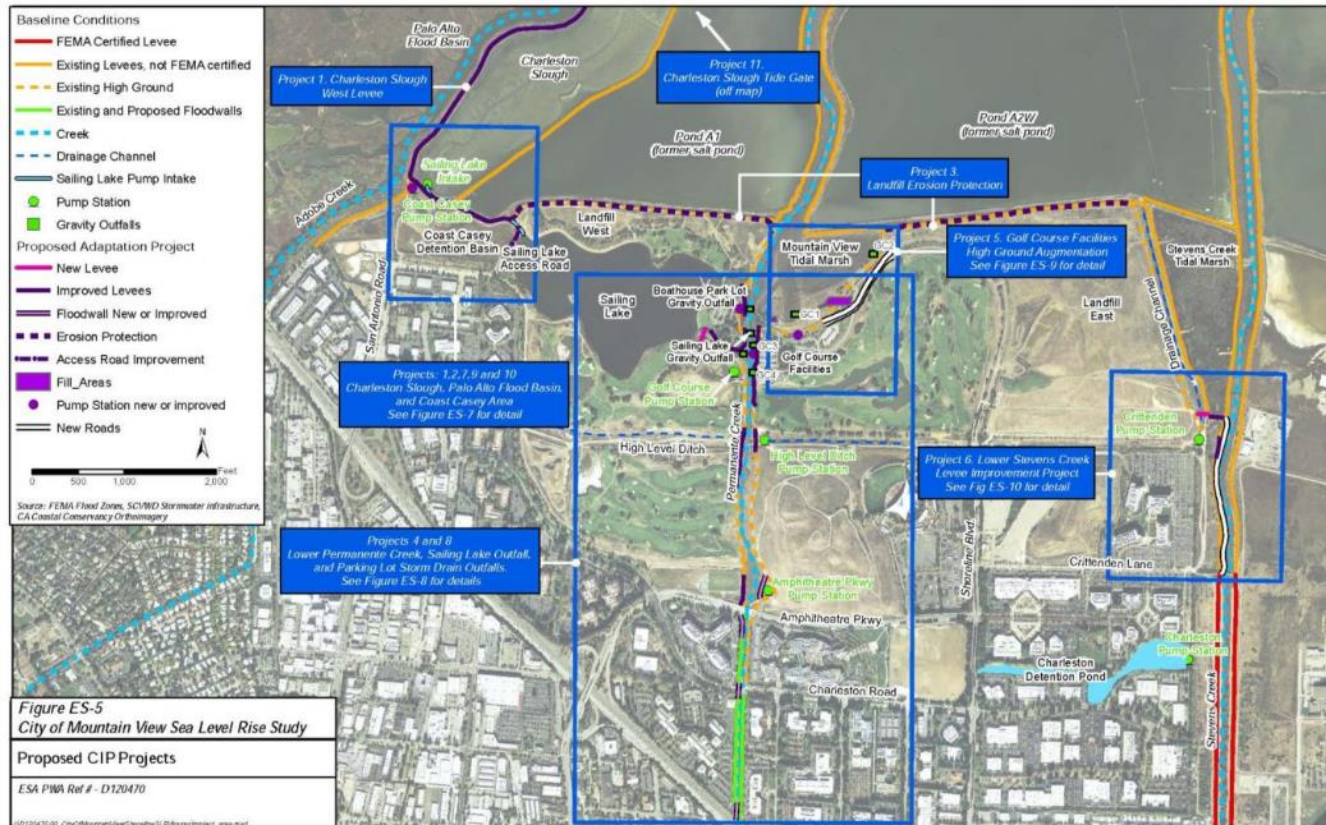 Baseline Conditions
FEMA Certified Levee
Existing Levees, not FEMA certified
Existing High Ground
Existing and Proposed Floodwalls
Creek
Drainage Channel
Sailing Lake Pump Intake
Pump Station
Gravity Outfalls
Proposed Adaptation Project
New Levee
Improved Levees
Floodwall New or Improved
Erosion Protection
Access Road Improvement
Fill_Areas
Pump Station new or improved
New Roads
N
Feet
0 500 1,000 2,000
Source: FEMA Flood Zones, SCVWD Stormwater infrastructure,
CA Coastal Conservancy Ortheimagery
Palo Alto
Flood Basin
Charleston
Slough
Project 1. Charleston Slough
West Levee
Project 11.
Charleston Slough Tide Gate
(off map)
Pond A1
(former salt pond)
Pond A2W
(former salt pond)
Project 3.
Landfill Erosion Protection
Adobe Creek
Sailing Lake
Intake
Coast Casey
Pump Station
Coast Casey
Detention Basin
Sailing Lake
Access Road
Landfill
West
Mountain View
Tidal Marsh
GC2
Project 5. Golf Course Facilities
High Ground Augmentation
See Figure ES-9 for detail
Stevens Creek
Tidal Marsh
San Antonio Road
Sailing
Lake
Boathouse Park Lot
Gravity Outfall
GC1
Landfill
East
Drainage Channel
Sailing Lake
Gravity Outfall
GC3
GC4
Golf Course
Facilities
Projects: 1,2,7,9 and 10
Charleston Slough, Palo Alto Flood Basin,
and Coast Casey Area
See Figure ES-7 for detail
Golf Course
Pump Station
Crittenden
Pump Station
High Level Ditch
High Level Ditch
Pump Station
Permanente Creek
Project 6. Lower Stevens Creek
Levee Improvement Project
See Fig ES-10 for detail
Projects 4 and 8
Lower Permanente Creek, Sailing Lake Outfall,
and Parking Lot Storm Drain Outfalls.
See Figure ES-8 for details
Shoreline Blvd.
Crittenden Lane
Amphitheatre Pkwy
Pump Station
Amphitheatre Pkwy
Charleston
Pump Station
Charleston
Detention Pond
Charleston Road
Stevens Creek
Figure ES-5
City of Mountain View Sea Level Rise Study
Proposed CIP Projects
ESA PWA Ref # - D120470